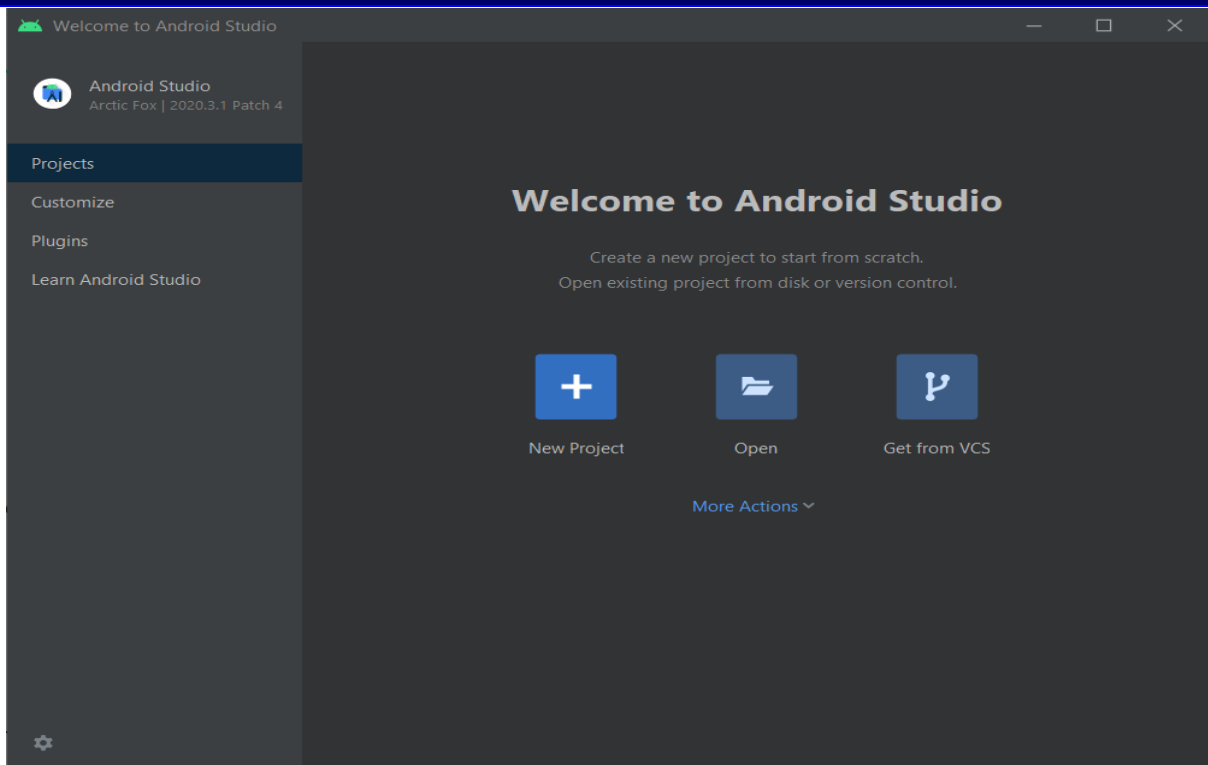 Welcome to Android Studio
Android Studio
Arctic Fox | 2020.3.1 Patch 4
Projects
Customize
Plugins
Learn Android Studio
Welcome to Android Studio
Create a new project to start from scratch.
Open existing project from disk or version control.
New Project
Open
Get from VCS
More Actions